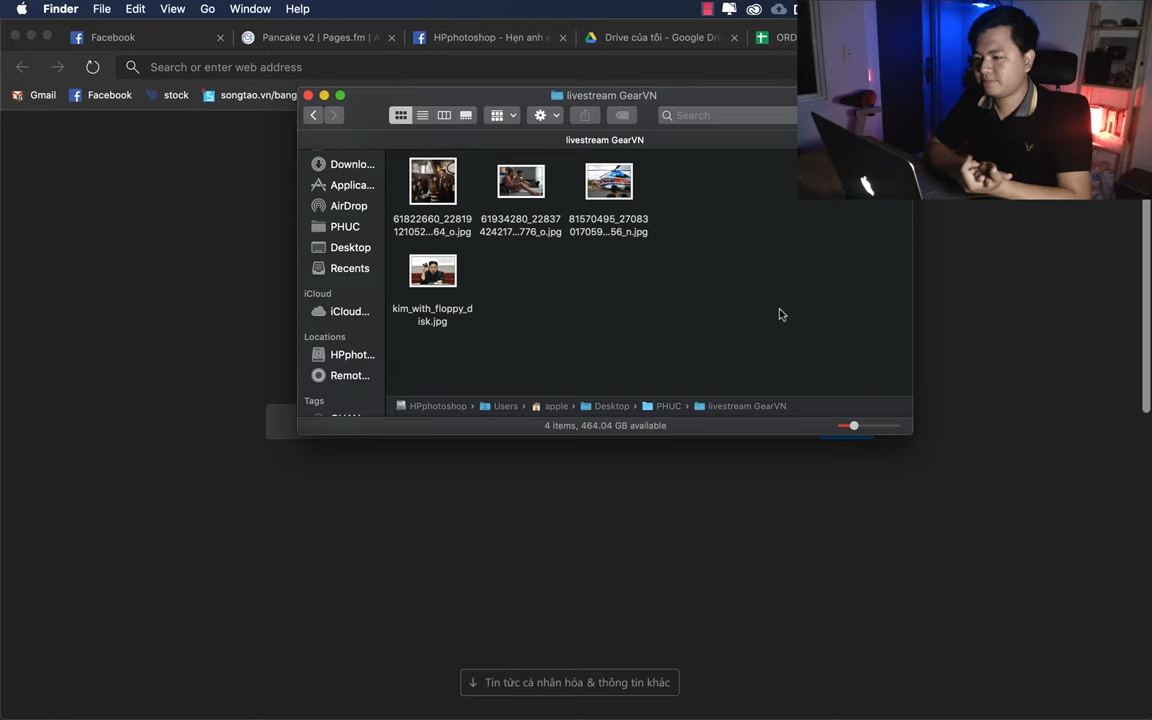 Finder File Edit View Go Window Help
Facebook Pancake v2 | Pages.fm | HPphotoshop - Hẹn anh e Drive của tôi - Google Dri ORD
Search or enter web address
Gmail Facebook stock songtao.vn/bang
livestream GearVN
Search
livestream GearVN
Downlo...
Applica...
AirDrop
PHUC
Desktop
Recents
iCloud
iCloud...
Locations
HPphot...
Remot...
Tags
61822660_22819
121052...64_o.jpg
61934280_22837
424217...776_o.jpg
81570495_27083
017059...56_n.jpg
kim_with_floppy_d
isk.jpg
HPphotoshop › Users › apple › Desktop › PHUC › livestream GearVN
4 items, 464.04 GB available
Tin tức cá nhân hóa & thông tin khác